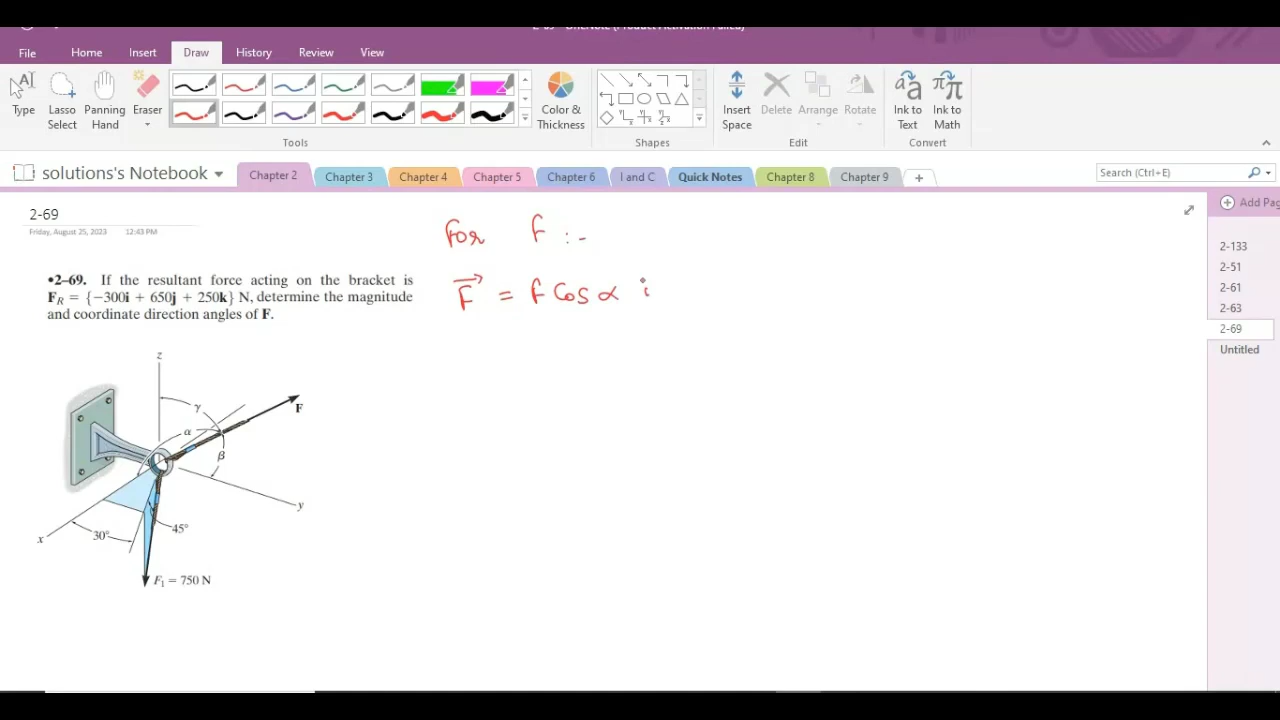 File Home Insert Draw History Review View
Type
Lasso Select
Panning Hand
Eraser
Color & Thickness
Insert Space
Delete
Arrange
Rotate
Ink to Text
Ink to Math
Tools
Shapes
Edit
Convert
solutions's Notebook
Chapter 2 Chapter 3 Chapter 4 Chapter 5 Chapter 6 I and C Quick Notes Chapter 8 Chapter 9
Search (Ctrl+E)
Add Pag
2-133
2-51
2-61
2-63
2-69
Untitled
2-69
Friday, August 25, 2023 12:43 PM
•2–69. If the resultant force acting on the bracket is
F_R = {−300i + 650j + 250k} N, determine the magnitude
and coordinate direction angles of F.
z
γ
F
α
β
y
x
30°
45°
F₁ = 750 N
For F :-
F = F Cos α i